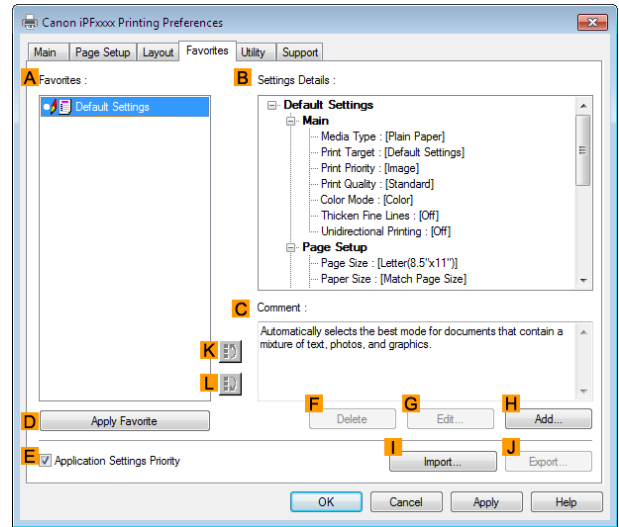 Canon iPFxxxx Printing Preferences
Main Page Setup Layout Favorites Utility Support
A Favorites :
Default Settings
B Settings Details :
Default Settings
Main
Media Type : [Plain Paper]
Print Target : [Default Settings]
Print Priority : [Image]
Print Quality : [Standard]
Color Mode : [Color]
Thicken Fine Lines : [Off]
Unidirectional Printing : [Off]
Page Setup
Page Size : [Letter(8.5"x11")]
Paper Size : [Match Page Size]
C Comment :
Automatically selects the best mode for documents that contain a
mixture of text, photos, and graphics.
K
L
D Apply Favorite
F Delete G Edit... H Add...
E Application Settings Priority
I Import... J Export...
OK Cancel Apply Help